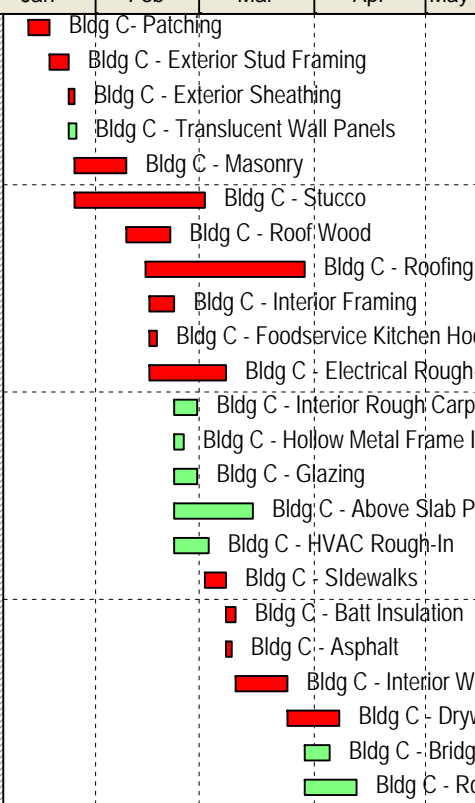 Jan Feb Mar Apr May
Bldg C- Patching
Bldg C - Exterior Stud Framing
Bldg C - Exterior Sheathing
Bldg C - Translucent Wall Panels
Bldg C - Masonry
Bldg C - Stucco
Bldg C - Roof Wood
Bldg C - Roofing
Bldg C - Interior Framing
Bldg C - Foodservice Kitchen
Bldg C - Electrical Rough-
Bldg C - Interior Rough Carp
Bldg C - Hollow Metal Frame
Bldg C - Glazing
Bldg C - Above Slab
Bldg C - HVAC Rough-In
Bldg C - SIdewalks
Bldg C - Batt Insulation
Bldg C - Asphalt
Bldg C - Interior
Bldg C -
Bldg C -
Bldg C -